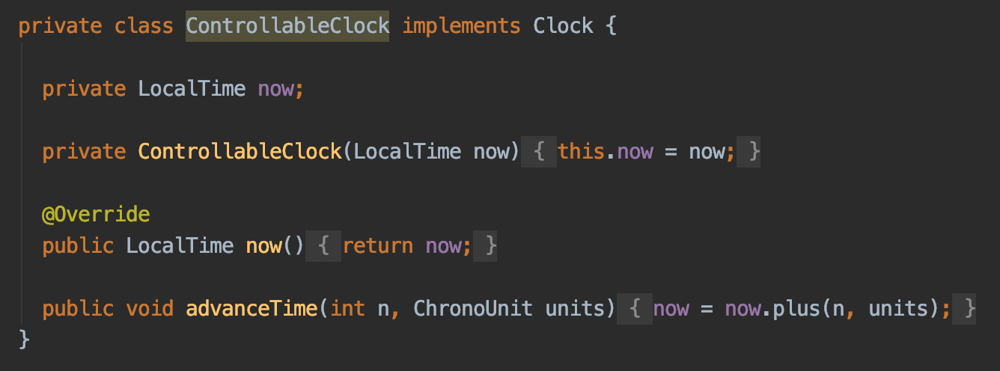 private class ControllableClock implements Clock {
private LocalTime now;
private ControllableClock(LocalTime now) { this.now = now; }
@Override
public LocalTime now() { return now; }
public void advanceTime(int n, ChronoUnit units) { now = now.plus(n, units); }
}